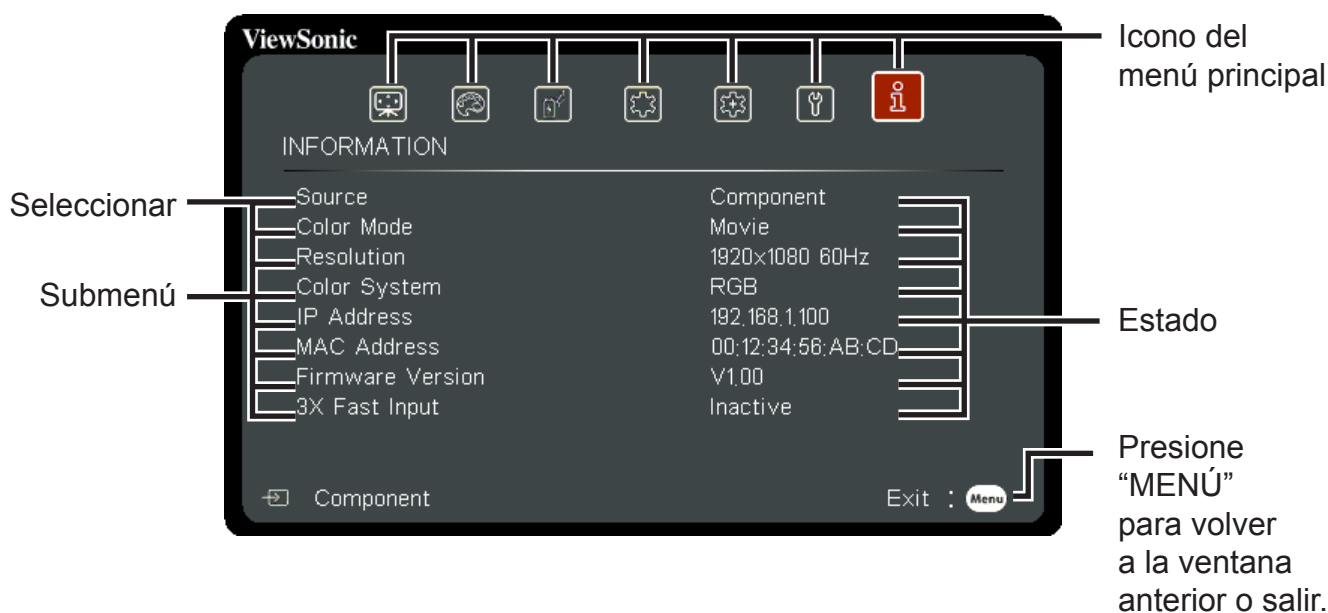 ViewSonic
Icono del
menú principal
INFORMATION
Seleccionar
Submenú
Source Component
Color Mode Movie
Resolution 1920x1080 60Hz
Color System RGB
IP Address 192.168.1.100
MAC Address 00:12:34:56:AB:CD
Firmware Version V1.00
3X Fast Input Inactive
Estado
Component Exit : Menu
Presione
“MENÚ”
para volver
a la ventana
anterior o salir.